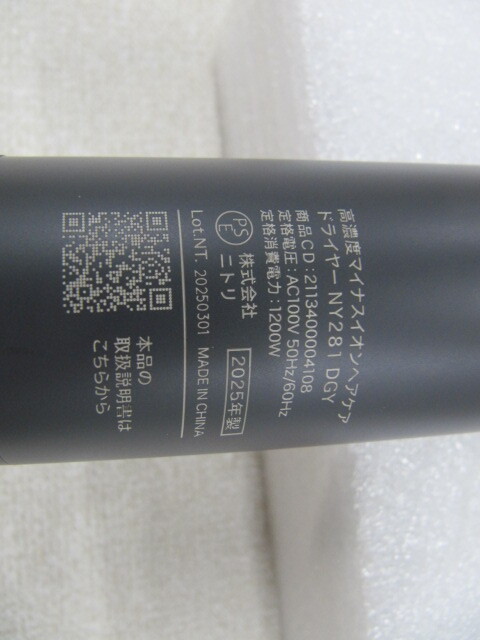 高濃度マイナスイオンヘアケア
ドライヤー NY281 DGY
商品CD:2113400004108
定格電圧:AC100V 50Hz/60Hz
定格消費電力:1200W
PS
E
株式会社
ニトリ
2025年製
Lot.NT. 20250301 MADE IN CHINA
本品の
取扱説明書は
こちらから